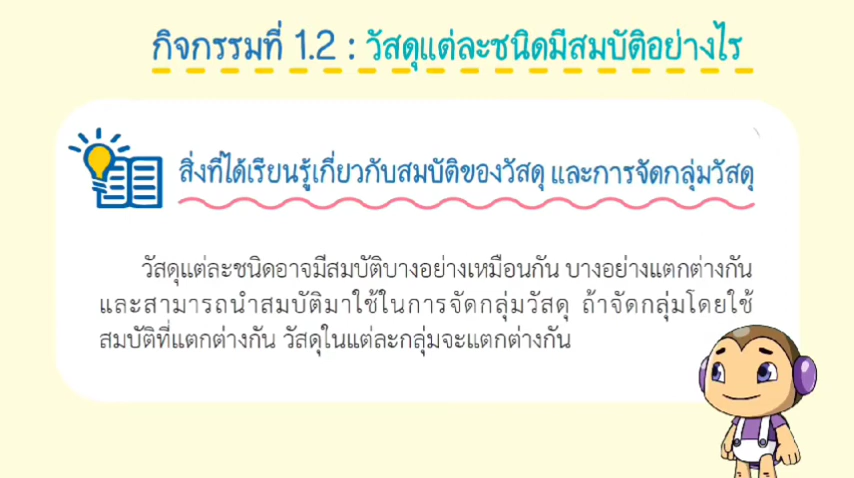 กิจกรรมที่ 1.2 : วัสดุแต่ละชนิดมีสมบัติอย่างไร
สิ่งที่ได้เรียนรู้เกี่ยวกับสมบัติของวัสดุ และการจัดกลุ่มวัสดุ
วัสดุแต่ละชนิดอาจมีสมบัติบางอย่างเหมือนกัน บางอย่างแตกต่างกัน
และสามารถนำสมบัติมาใช้ในการจัดกลุ่มวัสดุ ถ้าจัดกลุ่มโดยใช้
สมบัติที่แตกต่างกัน วัสดุในแต่ละกลุ่มจะแตกต่างกัน